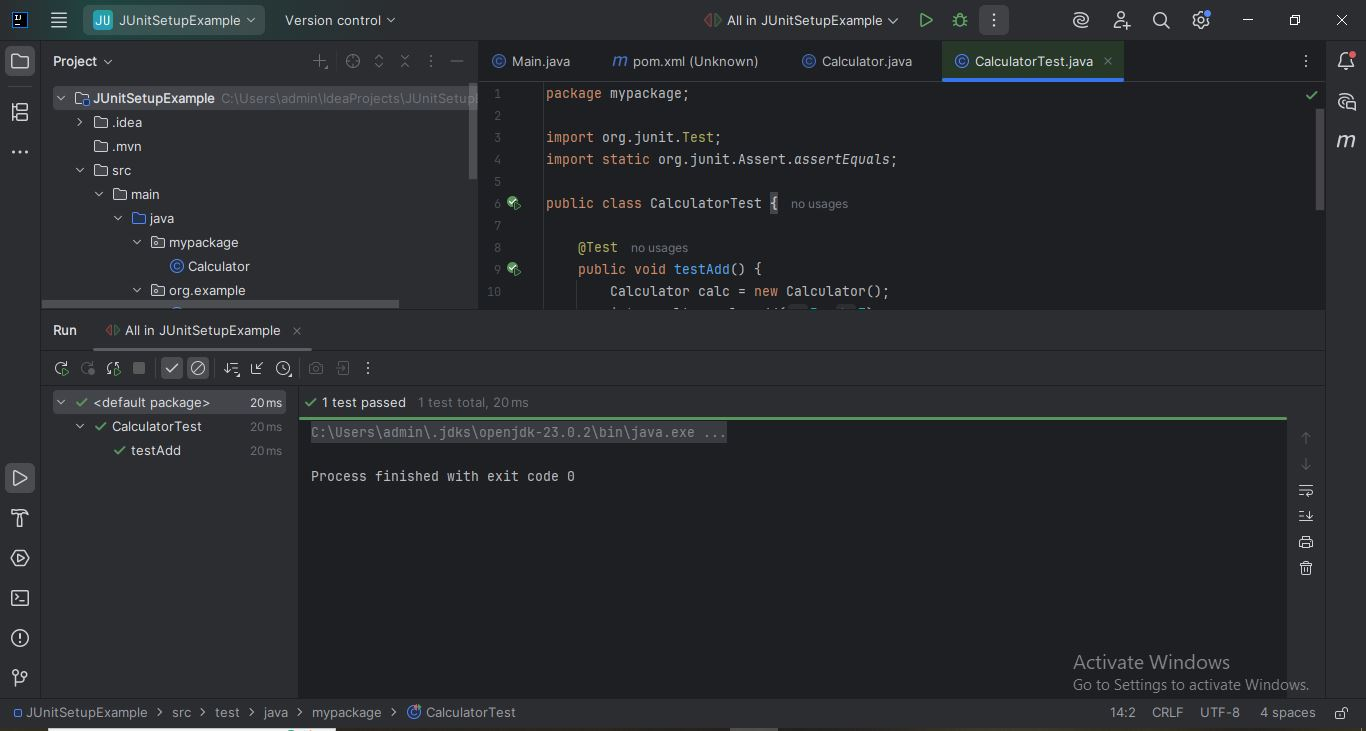 JU JUnitSetupExample Version control All in JUnitSetupExample
Project
JUnitSetupExample C:\Users\admin\IdeaProjects\JUnitSetupE
.idea
.mvn
src
main
java
mypackage
Calculator
org.example
Main.java m pom.xml (Unknown) Calculator.java CalculatorTest.java
1 package mypackage;
2
3 import org.junit.Test;
4 import static org.junit.Assert.assertEquals;
5
6 public class CalculatorTest { no usages
7
8 @Test no usages
9 public void testAdd() {
10 Calculator calc = new Calculator();
Run All in JUnitSetupExample
<default package> 20 ms
CalculatorTest 20 ms
testAdd 20 ms
1 test passed 1 test total, 20 ms
C:\Users\admin\.jdks\openjdk-23.0.2\bin\java.exe ...
Process finished with exit code 0
Activate Windows
Go to Settings to activate Windows.
JUnitSetupExample > src > test > java > mypackage > CalculatorTest 14:2 CRLF UTF-8 4 spaces